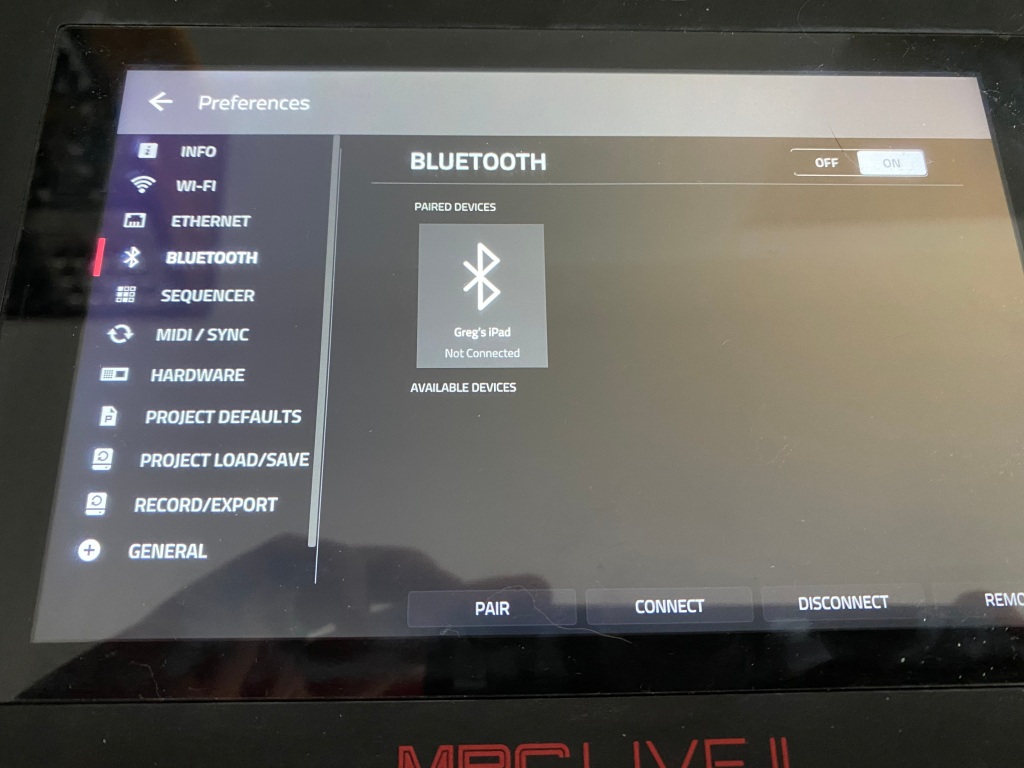 Preferences
INFO
WI-FI
ETHERNET
BLUETOOTH
SEQUENCER
MIDI / SYNC
HARDWARE
PROJECT DEFAULTS
PROJECT LOAD/SAVE
RECORD/EXPORT
GENERAL
BLUETOOTH
OFF ON
PAIRED DEVICES
Greg's iPad
Not Connected
AVAILABLE DEVICES
PAIR CONNECT DISCONNECT REMO
MPC LIVE II